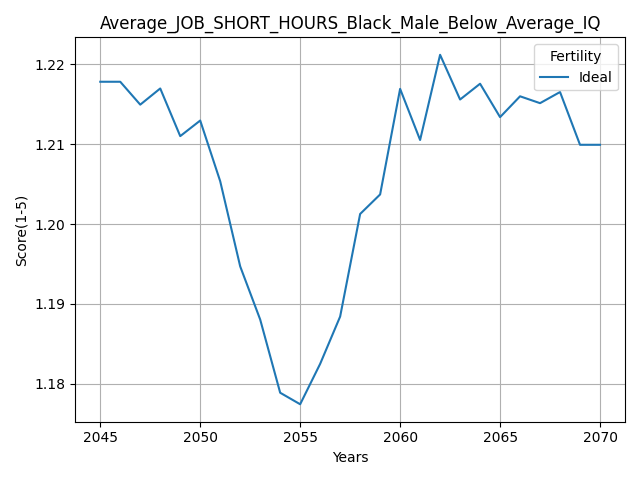 Average_JOB_SHORT_HOURS_Black_Male_Below_Average_IQ
Fertility
Ideal
1.22
1.21
1.20
1.19
1.18
Score(1-5)
2045 2050 2055 2060 2065 2070
Years